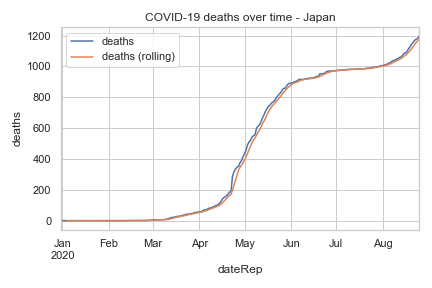 COVID-19 deaths over time - Japan
deaths
deaths (rolling)
1200
1000
800
600
400
200
0
deaths
Jan Feb Mar Apr May Jun Jul Aug
2020
dateRep